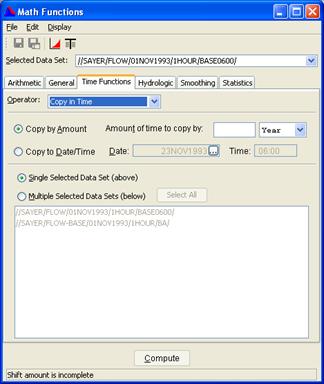 Math Functions
File Edit Display
Selected Data Set: //SAYER/FLOW/01NOV1993/1HOUR/BASE0600/
Arithmetic General Time Functions Hydrologic Smoothing Statistics
Operator: Copy in Time
Copy by Amount Amount of time to copy by: Year
Copy to Date/Time Date: 23NOV1993 ... Time: 06:00
Single Selected Data Set (above)
Multiple Selected Data Sets (below) Select All
//SAYER/FLOW/01NOV1993/1HOUR/BASE0600/
//SAYER/FLOW-BASE/01NOV1993/1HOUR/BA/
Compute
Shift amount is incomplete